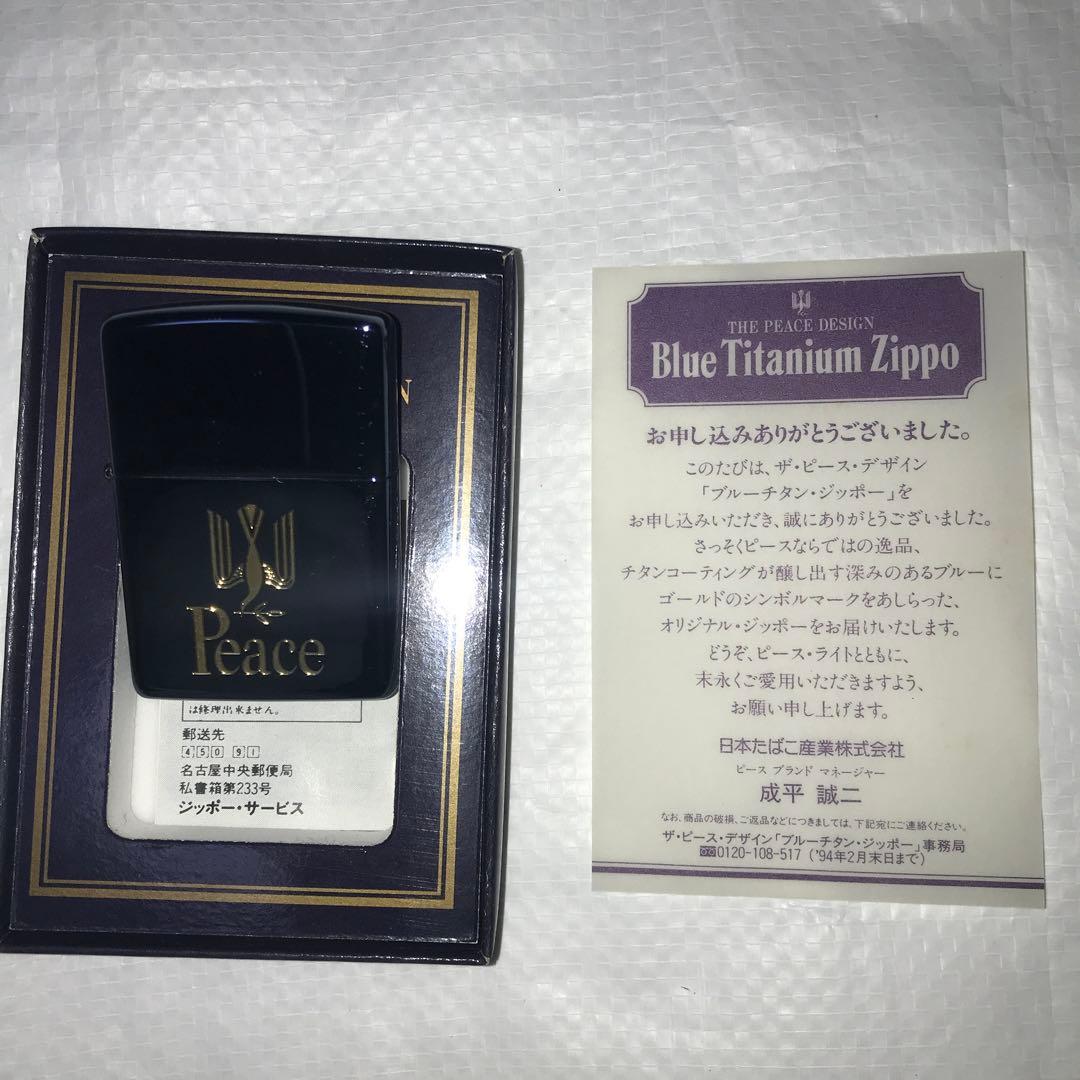 N
Peace
は修理出来ません。
郵送先
450 91
名古屋中央郵便局
私書箱第233号
ジッポー・サービス
THE PEACE DESIGN
Blue Titanium Zippo
お申し込みありがとうございました。
このたびは、ザ・ピース・デザイン
「ブルーチタン・ジッポー」を
お申し込みいただき、誠にありがとうございました。
さっそくピースならではの逸品、
チタンコーティングが醸し出す深みのあるブルーに
ゴールドのシンボルマークをあしらった、
オリジナル・ジッポーをお届けいたします。
どうぞ、ピース・ライトとともに、
末永くご愛用いただきますよう、
お願い申し上げます。
日本たばこ産業株式会社
ピース ブランド マネージャー
成平 誠二
なお、商品の破損、ご返品などにつきましては、下記宛にご連絡ください。
ザ・ピース・デザイン「ブルーチタン・ジッポー」事務局
0120-108-517 ('94年2月末日まで)